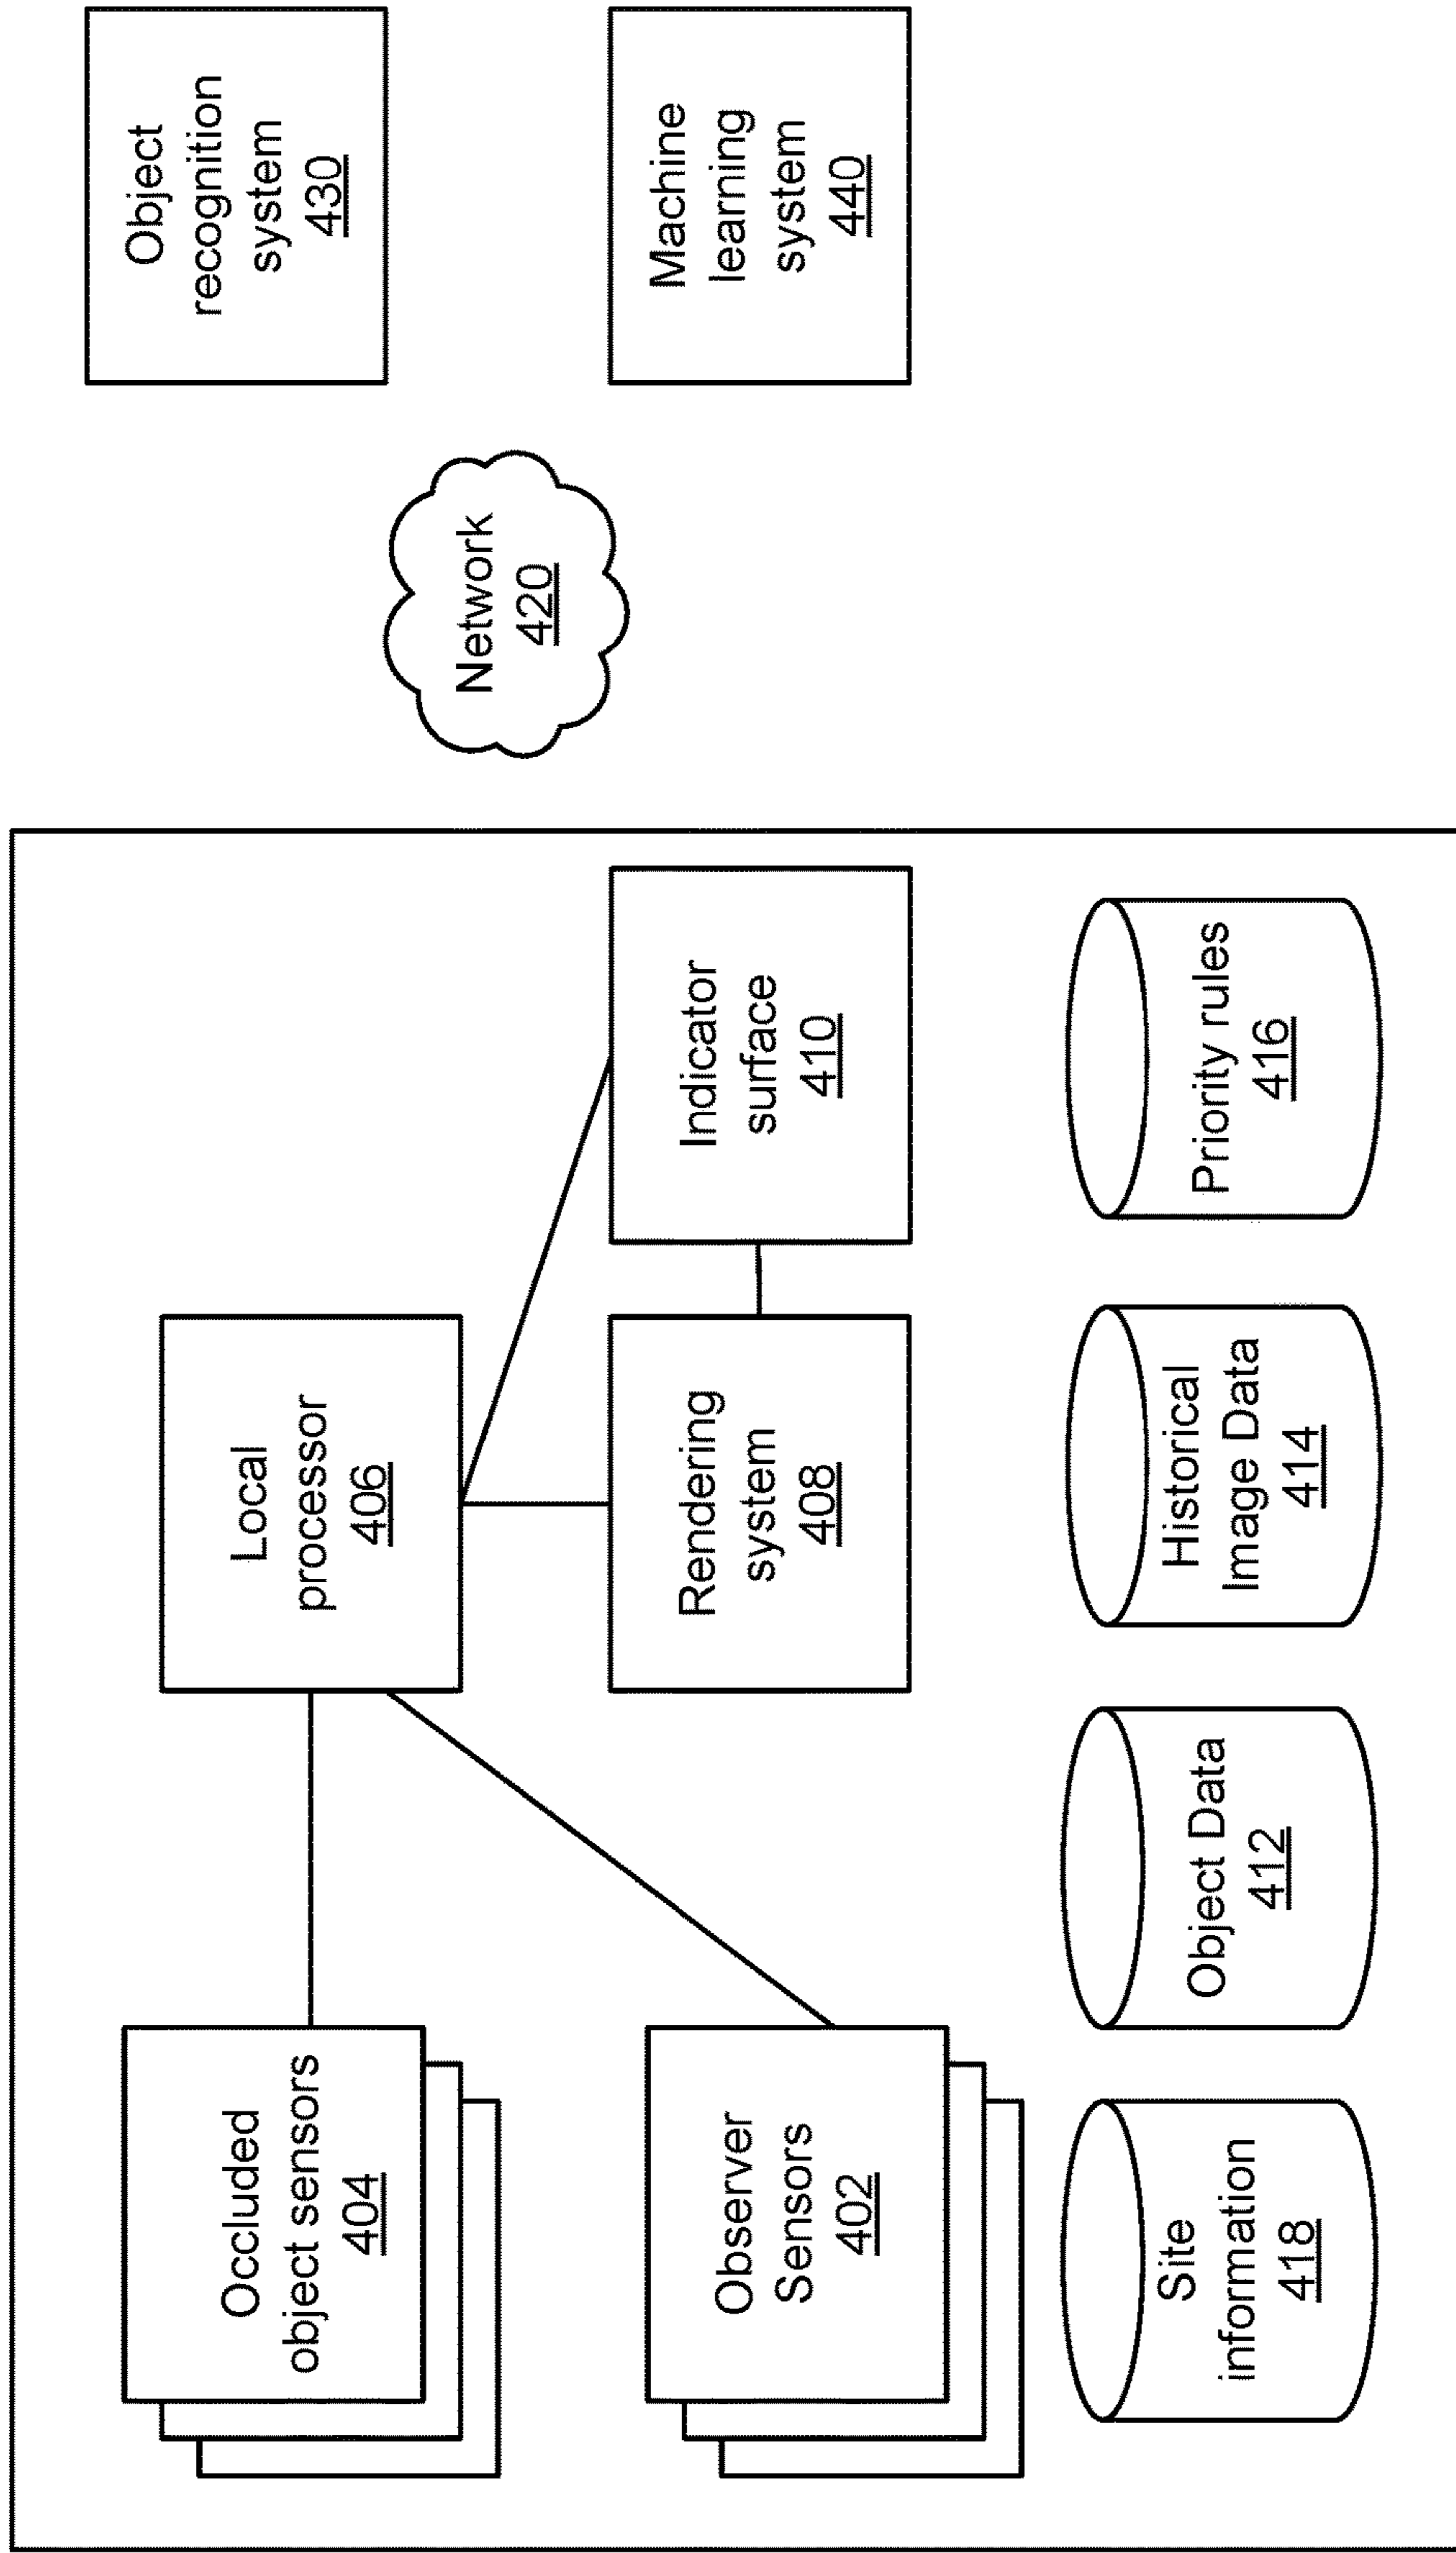 Occluded
object sensors
404
Local
processor
406
Object
recognition
system
430
Network
420
Observer
Sensors
402
Rendering
system
408
Indicator
surface
410
Machine
learning
system
440
Site
information
418
Object Data
412
Historical
Image Data
414
Priority rules
416